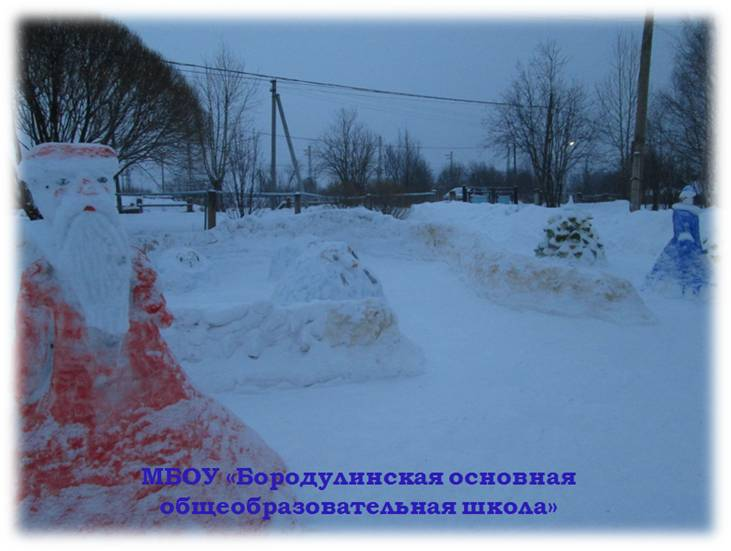 МБОУ «Бородулинская основная
общеобразовательная школа»